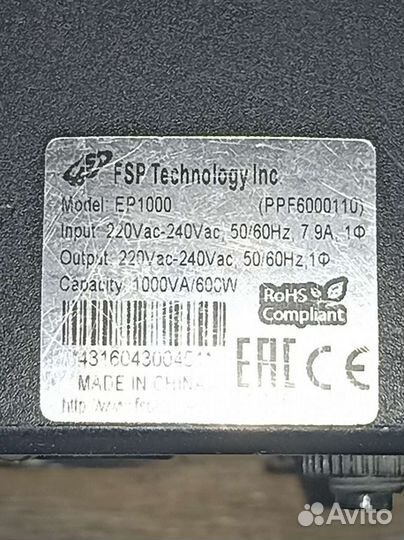 FSP
FSP Technology Inc.
Model: EP1000 (PPF6000110)
Input: 220Vac-240Vac, 50/60Hz, 7.9A, 1Φ
Output: 220Vac-240Vac, 50/60Hz, 1Φ
Capacity: 1000VA/600W
RoHS
Compliant
EAC CE
MADE IN CHINA
Avito